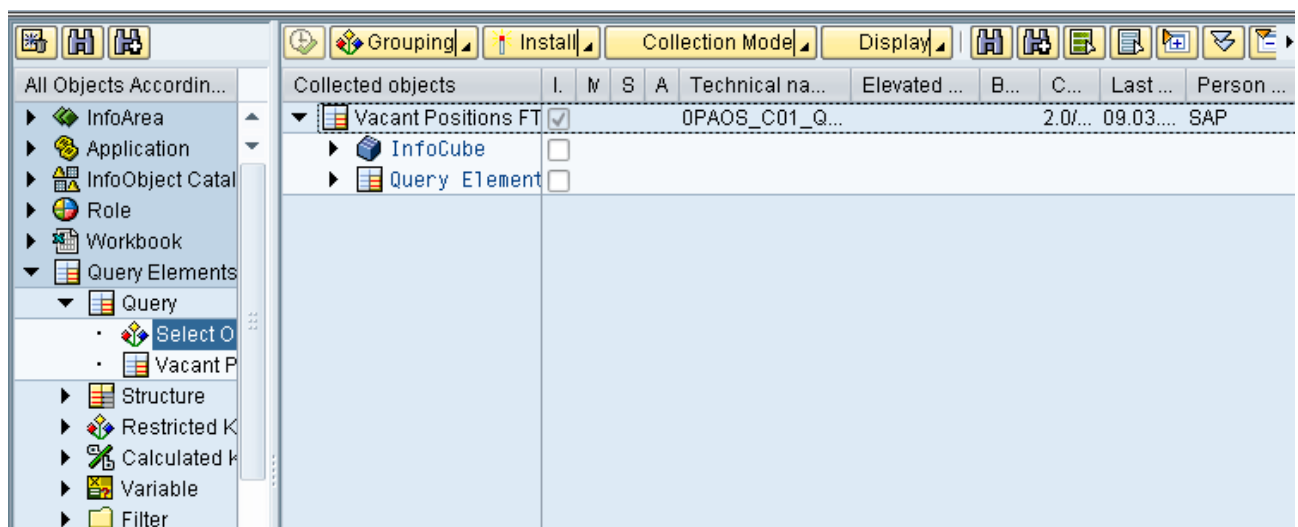 Grouping Install Collection Mode Display
All Objects Accordin... Collected objects I. M S A Technical na... Elevated ... B... C... Last ... Person ...
InfoArea Vacant Positions FT 0PAOS_C01_Q... 2.0/... 09.03.... SAP
Application InfoCube
InfoObject Catal Query Element
Role
Workbook
Query Elements
Query
Select O
Vacant P
Structure
Restricted K
Calculated K
Variable
Filter